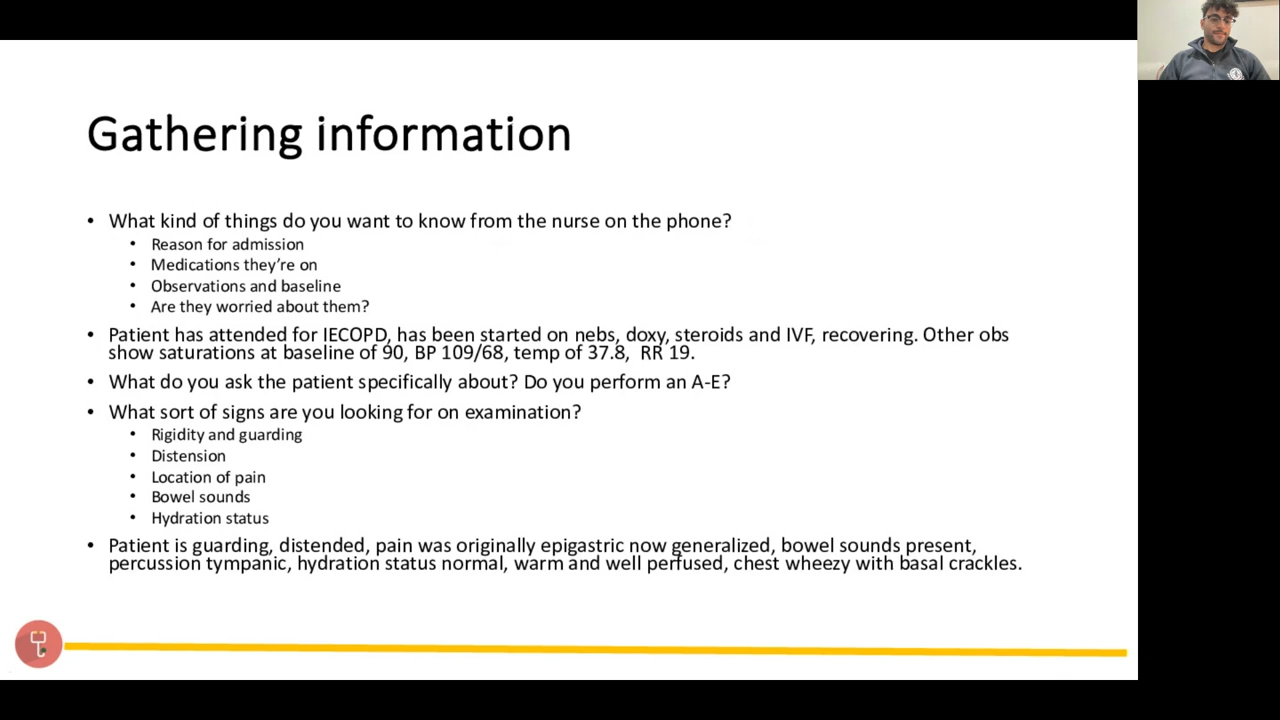 Gathering information
• What kind of things do you want to know from the nurse on the phone?
• Reason for admission
• Medications they're on
• Observations and baseline
• Are they worried about them?
• Patient has attended for IECOPD, has been started on nebs, doxy, steroids and IVF, recovering. Other obs
show saturations at baseline of 90, BP 109/68, temp of 37.8, RR 19.
• What do you ask the patient specifically about? Do you perform an A-E?
• What sort of signs are you looking for on examination?
• Rigidity and guarding
• Distension
• Location of pain
• Bowel sounds
• Hydration status
• Patient is guarding, distended, pain was originally epigastric now generalized, bowel sounds present,
percussion tympanic, hydration status normal, warm and well perfused, chest wheezy with basal crackles.